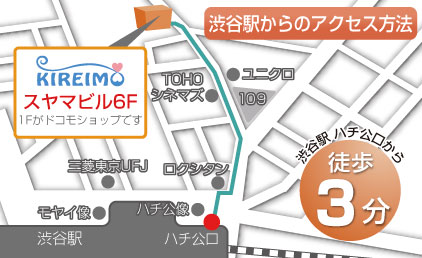 渋谷駅からのアクセス方法
KIREIMO
スヤマビル6F
1Fがドコモショップです
TOHO
シネマズ
ユニクロ
109
三菱東京UFJ
ロクシタン
渋谷駅 ハチ公口から
徒歩
3分
モヤイ像
ハチ公像
渋谷駅
ハチ公口